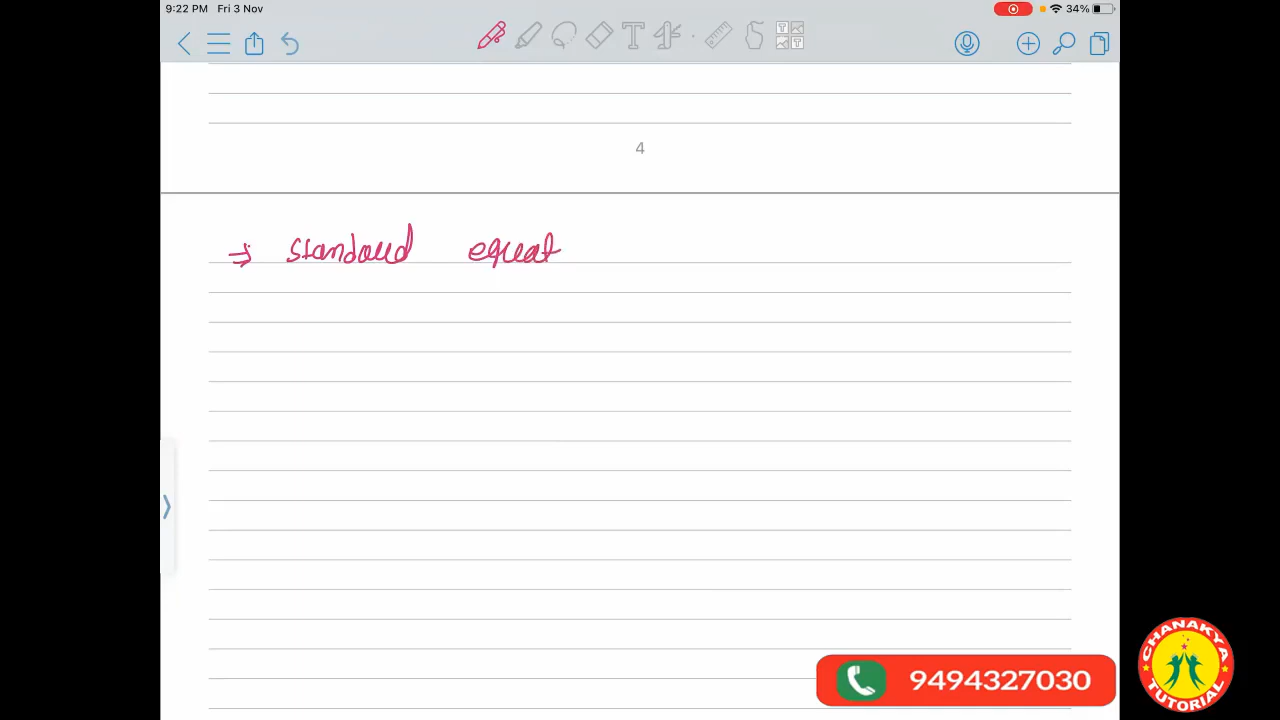 9:22 PM Fri 3 Nov
34%
4
⇒ standard equat
9494327030
CHANAKYA
TUTORIAL